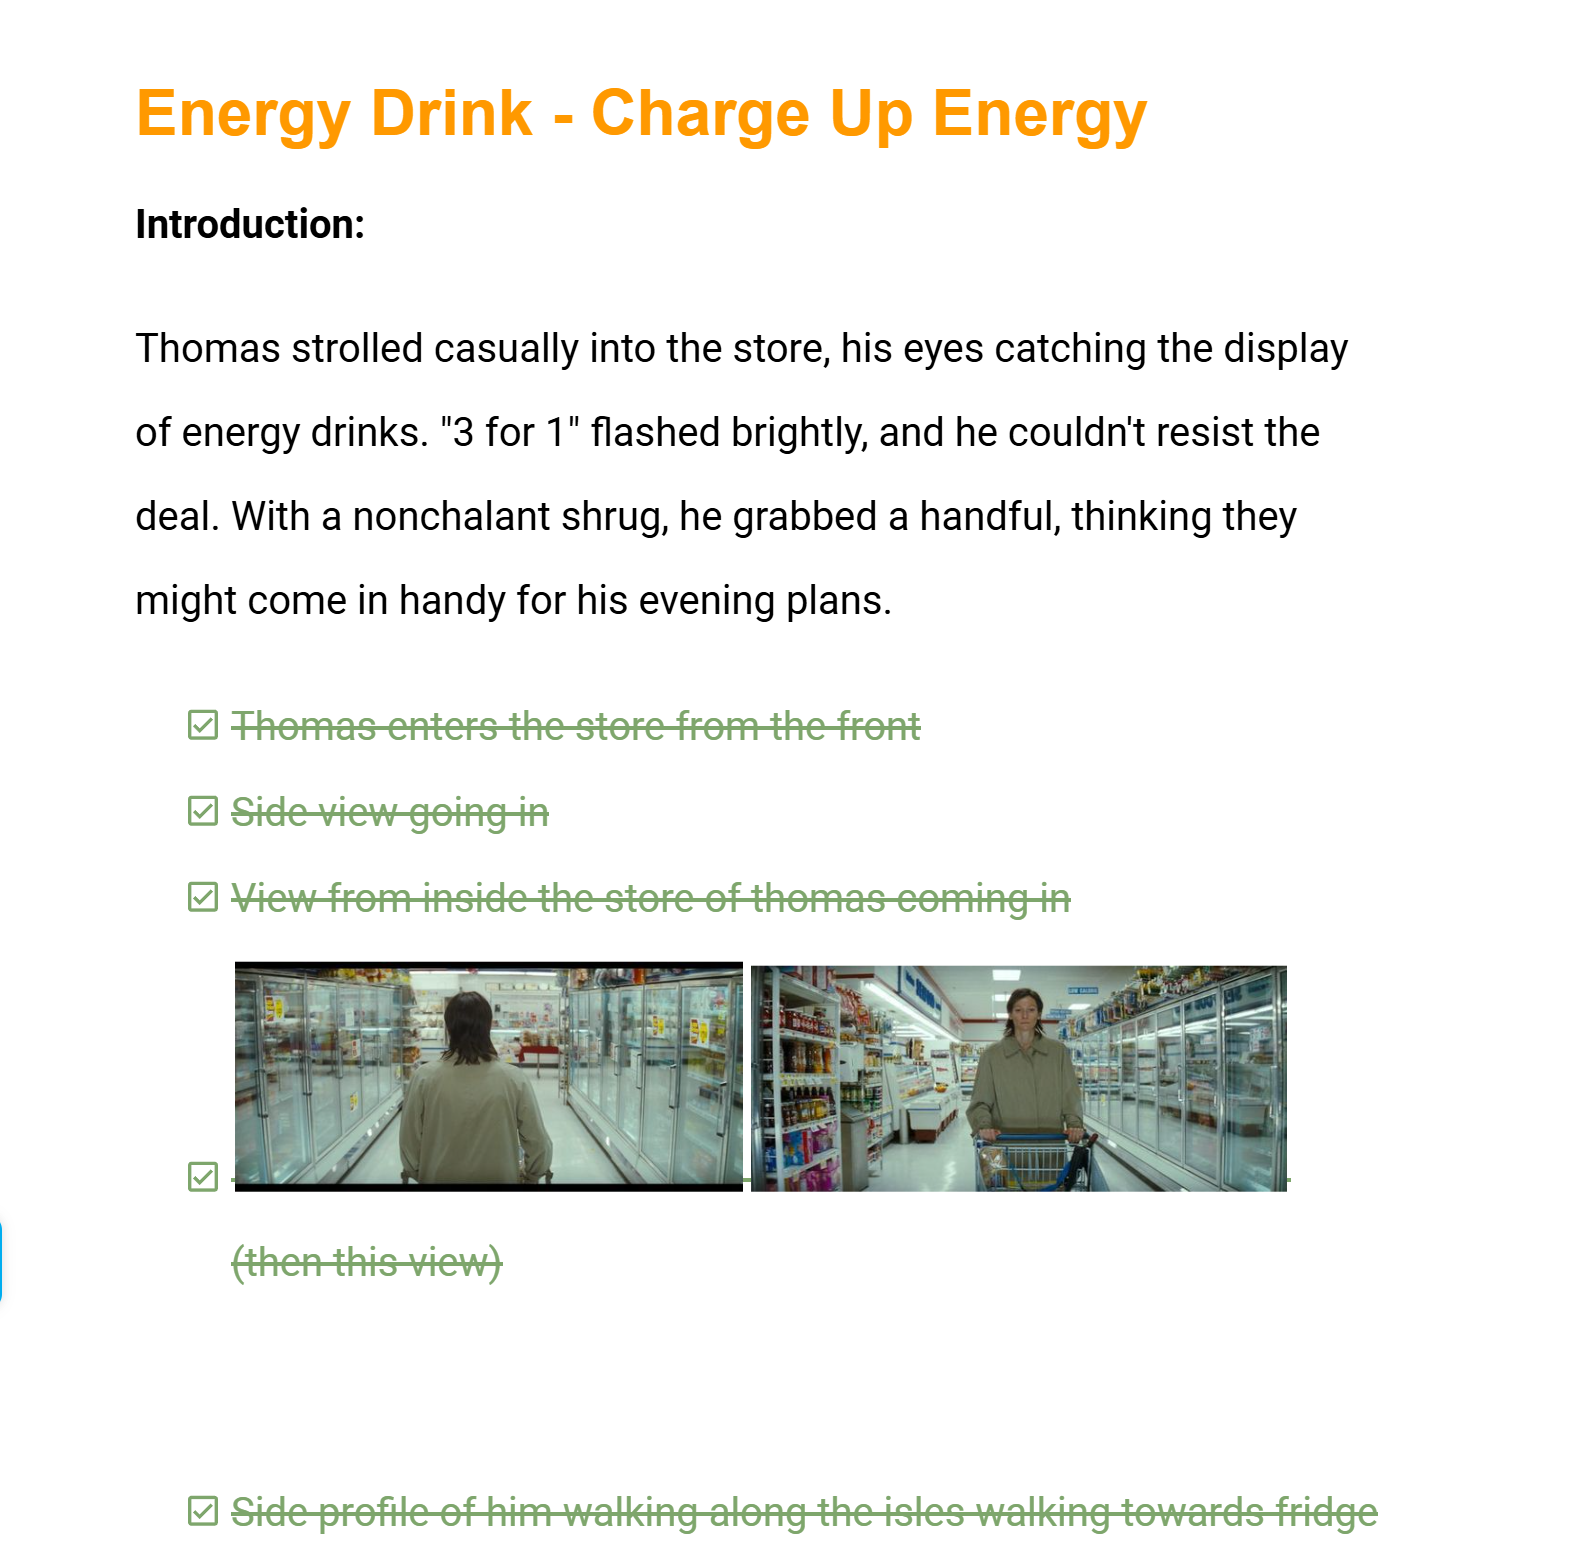 Energy Drink - Charge Up Energy
Introduction:
Thomas strolled casually into the store, his eyes catching the display
of energy drinks. "3 for 1" flashed brightly, and he couldn't resist the
deal. With a nonchalant shrug, he grabbed a handful, thinking they
might come in handy for his evening plans.
Thomas enters the store from the front
Side view going in
View from inside the store of thomas coming in
(then this view)
Side profile of him walking along the isles walking towards fridge